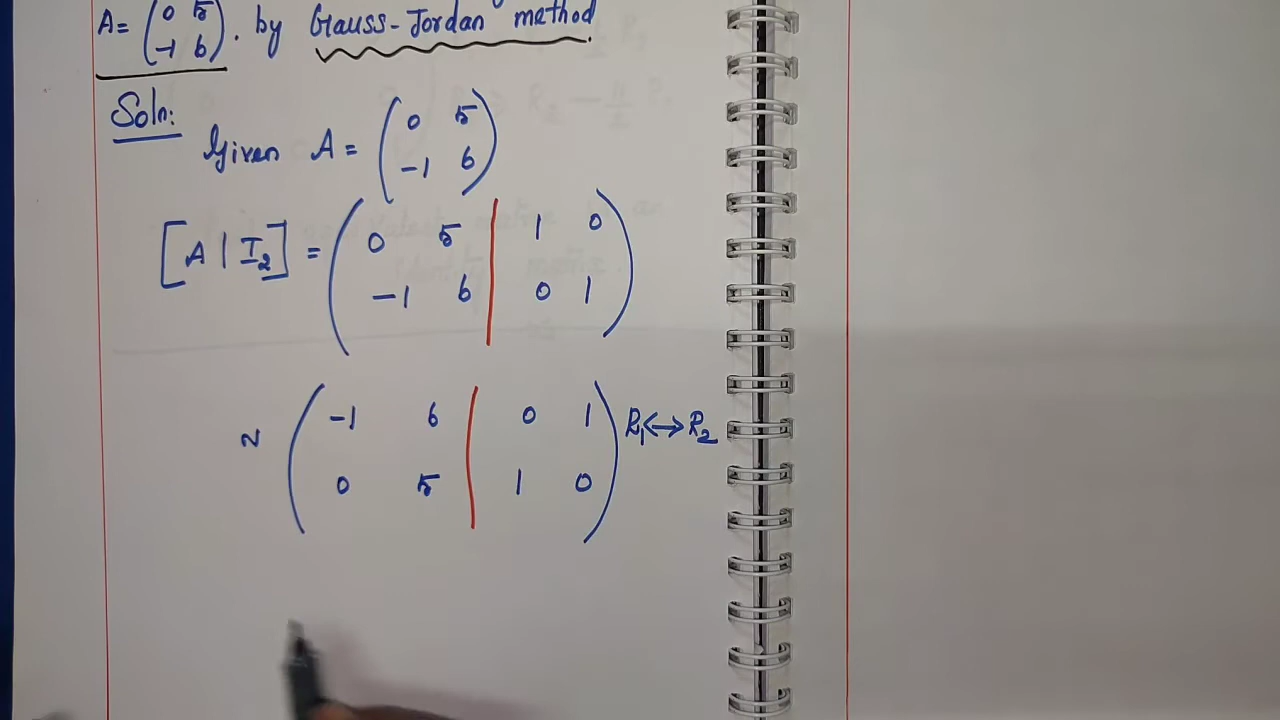 A = (0 5
-1 6). by Gauss-Jordan method
Soln:
Given A = (0 5
-1 6)
[A | I₂] = (0 5 | 1 0
-1 6 | 0 1)
~ (-1 6 | 0 1
0 5 | 1 0) R₁↔R₂